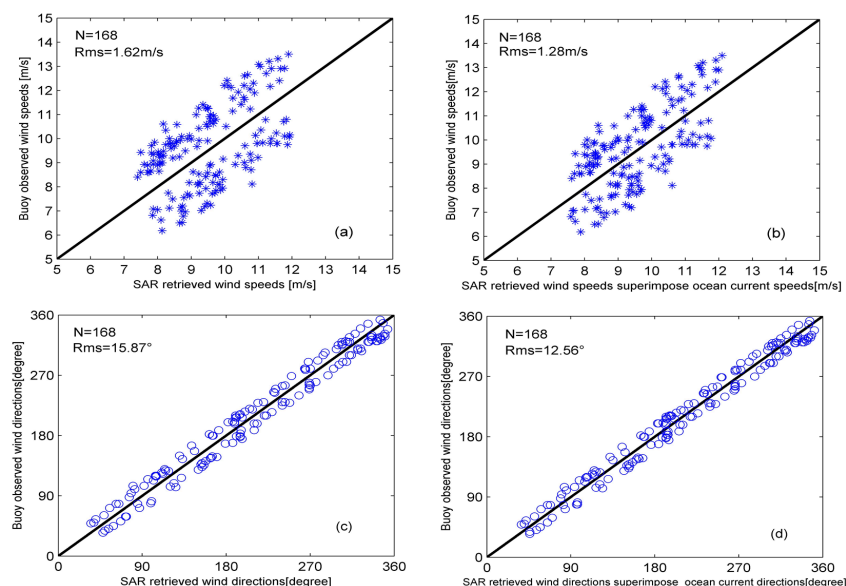 15
14
13
12
11
10
9
8
7
6
5
Buoy observed wind speeds [m/s]
N=168
Rms=1.62m/s
(a)
5 6 7 8 9 10 11 12 13 14 15
SAR retrieved wind speeds [m/s]
15
14
13
12
11
10
9
8
7
6
5
Buoy observed wind speeds[m/s]
N=168
Rms=1.28m/s
(b)
5 6 7 8 9 10 11 12 13 14 15
SAR retrieved wind speeds superimpose ocean current speeds[m/s]
360
270
180
90
0
Buoy observed wind directions[degree]
N=168
Rms=15.87°
(c)
0 90 180 270 360
SAR retrieved wind directions[degree]
360
270
180
90
0
Buoy observed wind directions[degree]
N=168
Rms=12.56°
(d)
0 90 180 270 360
SAR retrieved wind directions superimpose ocean current directions[degree]